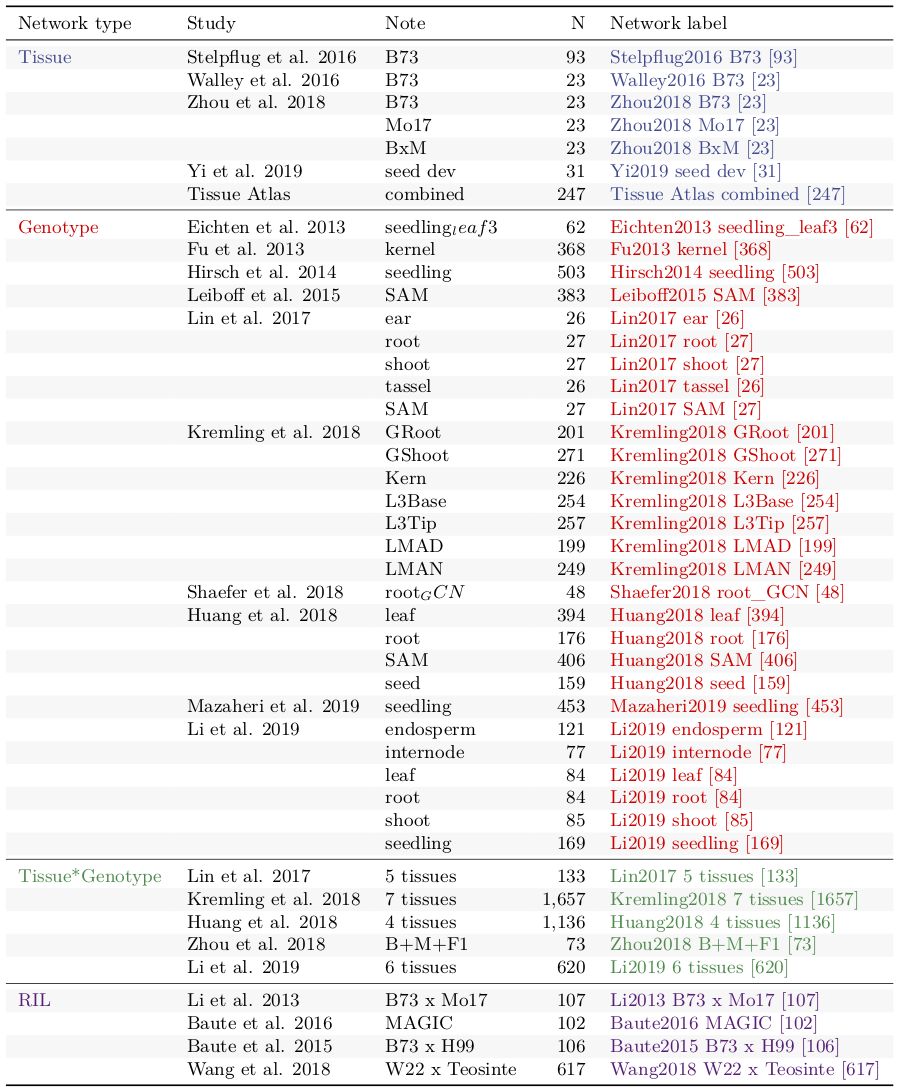 Network type Study Note N Network label
Tissue Stelpflug et al. 2016 B73 93 Stelpflug2016 B73 [93]
Walley et al. 2016 B73 23 Walley2016 B73 [23]
Zhou et al. 2018 B73 23 Zhou2018 B73 [23]
Mo17 23 Zhou2018 Mo17 [23]
BxM 23 Zhou2018 BxM [23]
Yi et al. 2019 seed dev 31 Yi2019 seed dev [31]
Tissue Atlas combined 247 Tissue Atlas combined [247]
Genotype Eichten et al. 2013 seedlingₗeaf3 62 Eichten2013 seedling_leaf3 [62]
Fu et al. 2013 kernel 368 Fu2013 kernel [368]
Hirsch et al. 2014 seedling 503 Hirsch2014 seedling [503]
Leiboff et al. 2015 SAM 383 Leiboff2015 SAM [383]
Lin et al. 2017 ear 26 Lin2017 ear [26]
root 27 Lin2017 root [27]
shoot 27 Lin2017 shoot [27]
tassel 26 Lin2017 tassel [26]
SAM 27 Lin2017 SAM [27]
Kremling et al. 2018 GRoot 201 Kremling2018 GRoot [201]
GShoot 271 Kremling2018 GShoot [271]
Kern 226 Kremling2018 Kern [226]
L3Base 254 Kremling2018 L3Base [254]
L3Tip 257 Kremling2018 L3Tip [257]
LMAD 199 Kremling2018 LMAD [199]
LMAN 249 Kremling2018 LMAN [249]
Shaefer et al. 2018 root_GCN 48 Shaefer2018 root_GCN [48]
Huang et al. 2018 leaf 394 Huang2018 leaf [394]
root 176 Huang2018 root [176]
SAM 406 Huang2018 SAM [406]
seed 159 Huang2018 seed [159]
Mazaheri et al. 2019 seedling 453 Mazaheri2019 seedling [453]
Li et al. 2019 endosperm 121 Li2019 endosperm [121]
internode 77 Li2019 internode [77]
leaf 84 Li2019 leaf [84]
root 84 Li2019 root [84]
shoot 85 Li2019 shoot [85]
seedling 169 Li2019 seedling [169]
Tissue*Genotype Lin et al. 2017 5 tissues 133 Lin2017 5 tissues [133]
Kremling et al. 2018 7 tissues 1,657 Kremling2018 7 tissues [1657]
Huang et al. 2018 4 tissues 1,136 Huang2018 4 tissues [1136]
Zhou et al. 2018 B+M+F1 73 Zhou2018 B+M+F1 [73]
Li et al. 2019 6 tissues 620 Li2019 6 tissues [620]
RIL Li et al. 2013 B73 x Mo17 107 Li2013 B73 x Mo17 [107]
Baute et al. 2016 MAGIC 102 Baute2016 MAGIC [102]
Baute et al. 2015 B73 x H99 106 Baute2015 B73 x H99 [106]
Wang et al. 2018 W22 x Teosinte 617 Wang2018 W22 x Teosinte [617]